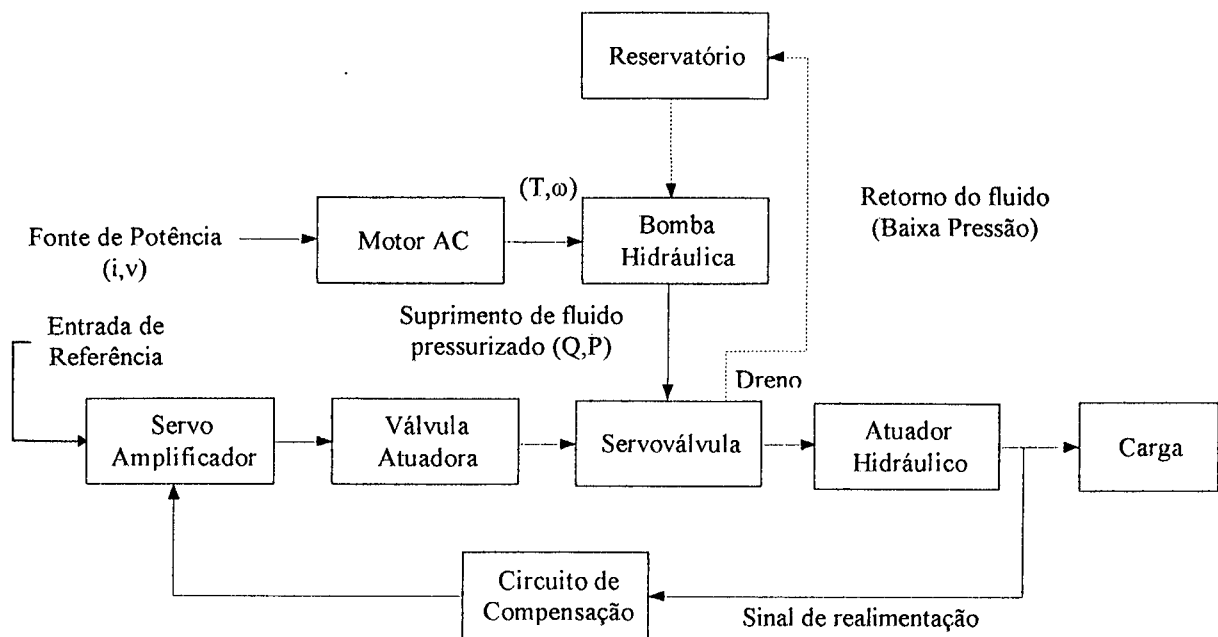 Reservatório
(T,ω)
Retorno do fluido
(Baixa Pressão)
Fonte de Potência
(i,v)
Motor AC
Bomba
Hidráulica
Suprimento de fluido
pressurizado (Q,P)
Entrada de
Referência
Dreno
Servo
Amplificador
Válvula
Atuadora
Servoválvula
Atuador
Hidráulico
Carga
Circuito de
Compensação
Sinal de realimentação